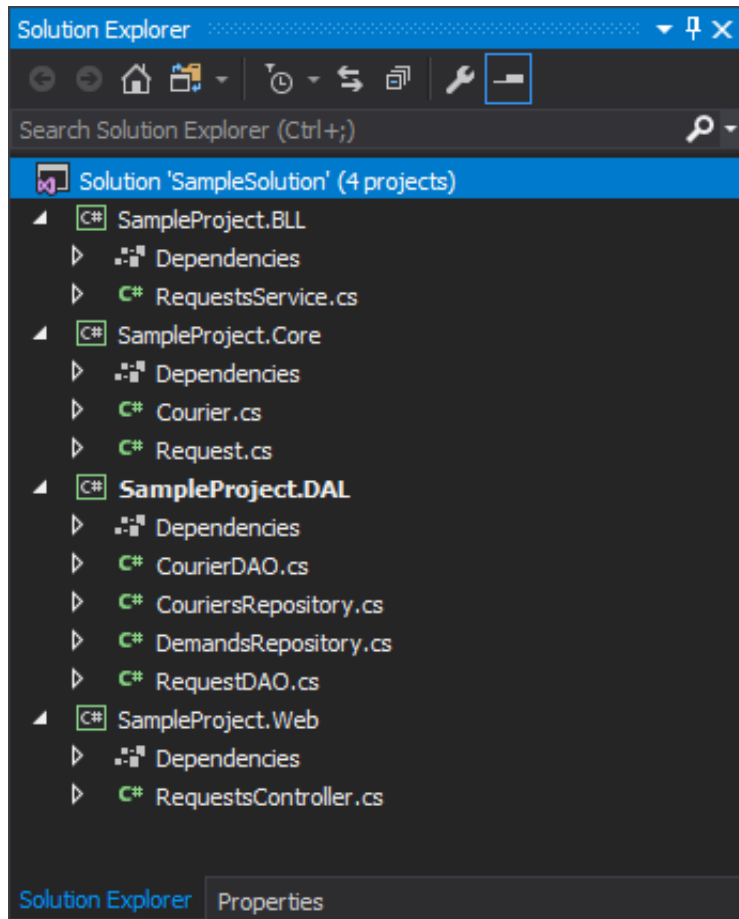 Solution Explorer
Search Solution Explorer (Ctrl+;)
Solution 'SampleSolution' (4 projects)
C# SampleProject.BLL
Dependencies
C# RequestsService.cs
C# SampleProject.Core
Dependencies
C# Courier.cs
C# Request.cs
C# SampleProject.DAL
Dependencies
C# CourierDAO.cs
C# CouriersRepository.cs
C# DemandsRepository.cs
C# RequestDAO.cs
C# SampleProject.Web
Dependencies
C# RequestsController.cs
Solution Explorer Properties